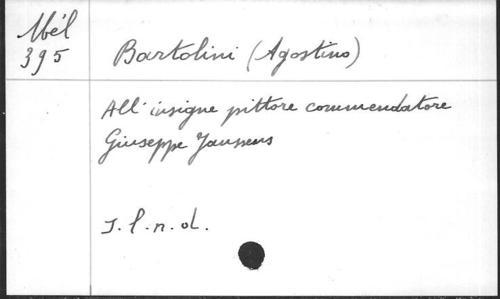 Mél
395
Bartolini (Agostino)
All' insigne pittore commendatore
Giuseppe Janssens
S.l.n.d.